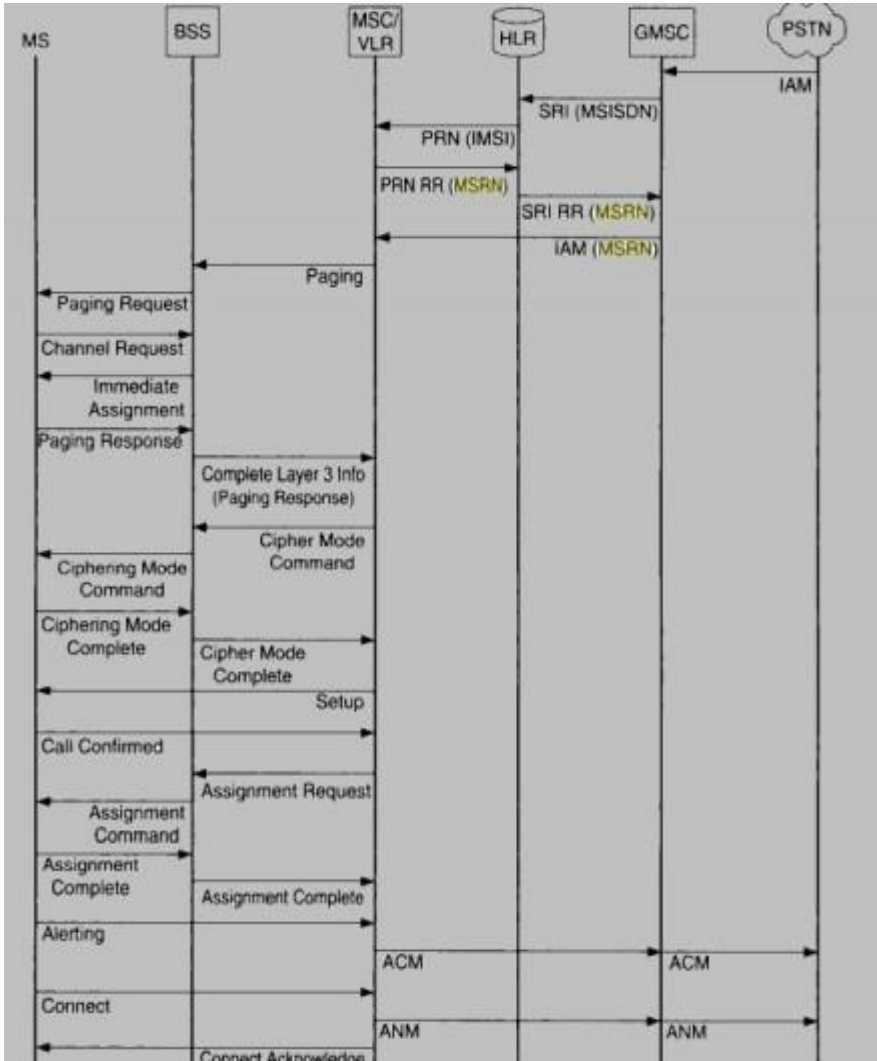 MS
BSS
MSC/
VLR
HLR
GMSC
PSTN
IAM
SRI (MSISDN)
PRN (IMSI)
PRN RR (MSRN)
SRI RR (MSRN)
IAM (MSRN)
Paging
Paging Request
Channel Request
Immediate
Assignment
Paging Response
Complete Layer 3 Info
(Paging Response)
Cipher Mode
Command
Ciphering Mode
Command
Ciphering Mode
Complete
Cipher Mode
Complete
Setup
Call Confirmed
Assignment Request
Assignment
Command
Assignment
Complete
Assignment Complete
Alerting
ACM
ACM
Connect
ANM
ANM
Connect Acknowledge